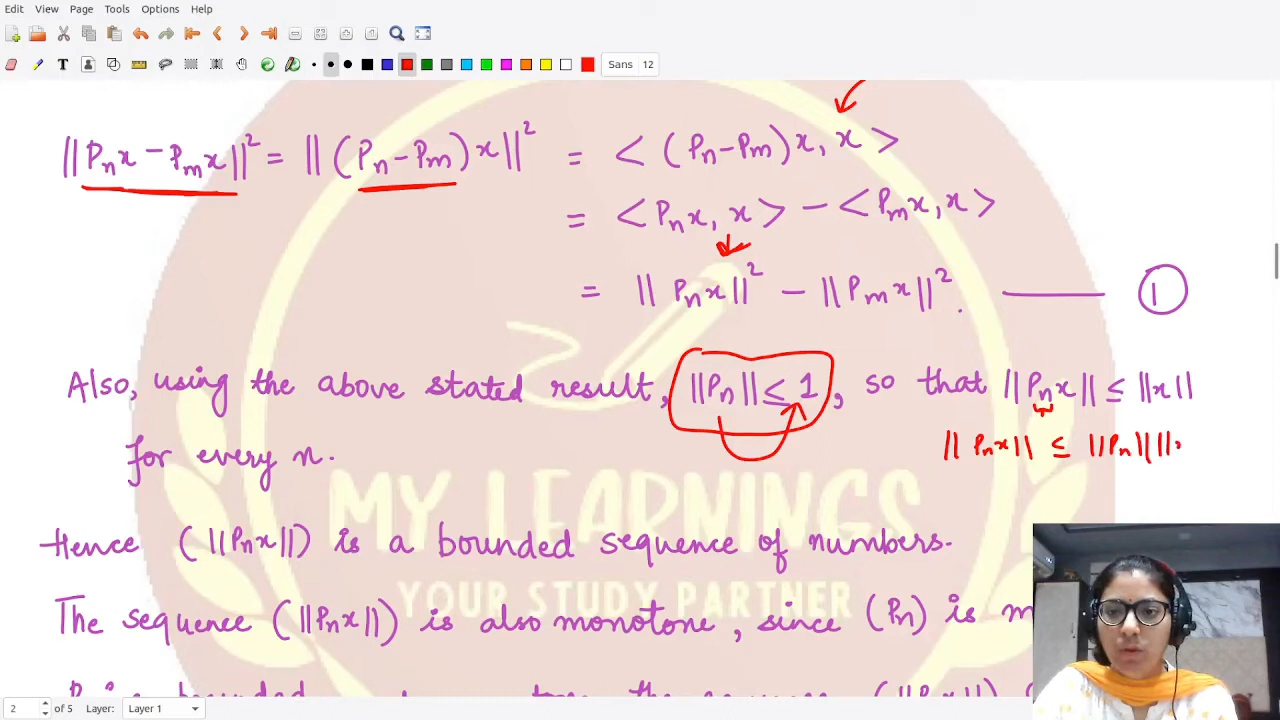 Edit View Page Tools Options Help
Sans 12
||Pₙx − Pₘx||² = ||(Pₙ−Pₘ)x||² = <(Pₙ−Pₘ)x, x>
= <Pₙx, x> − <Pₘx, x>
= ||Pₙx||² − ||Pₘx||². ——— ①
Also, using the above stated result, ||Pₙ|| ≤ 1, so that ||Pₙx|| ≤ ||x||
for every n.
||Pₙx|| ≤ ||Pₙ|| ||
Hence (||Pₙx||) is a bounded sequence of numbers.
The sequence (||Pₙx||) is also monotone, since (Pₙ) is m
MY LEARNINGS
YOUR STUDY PARTNER
2 of 5 Layer: Layer 1